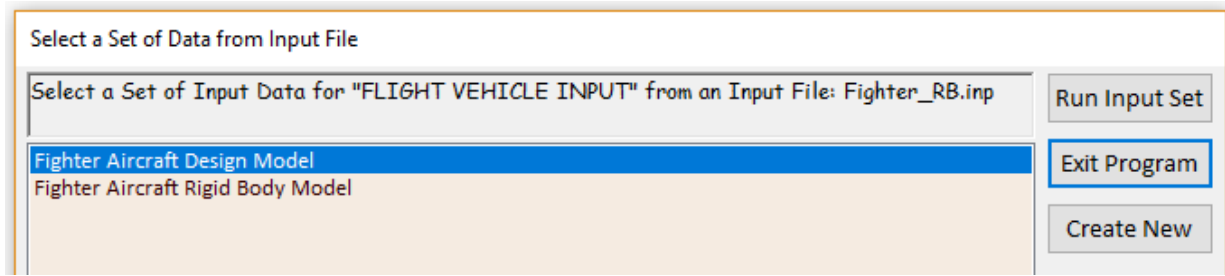 Select a Set of Data from Input File
Select a Set of Input Data for "FLIGHT VEHICLE INPUT" from an Input File: Fighter_RB.inp
Run Input Set
Fighter Aircraft Design Model
Fighter Aircraft Rigid Body Model
Exit Program
Create New